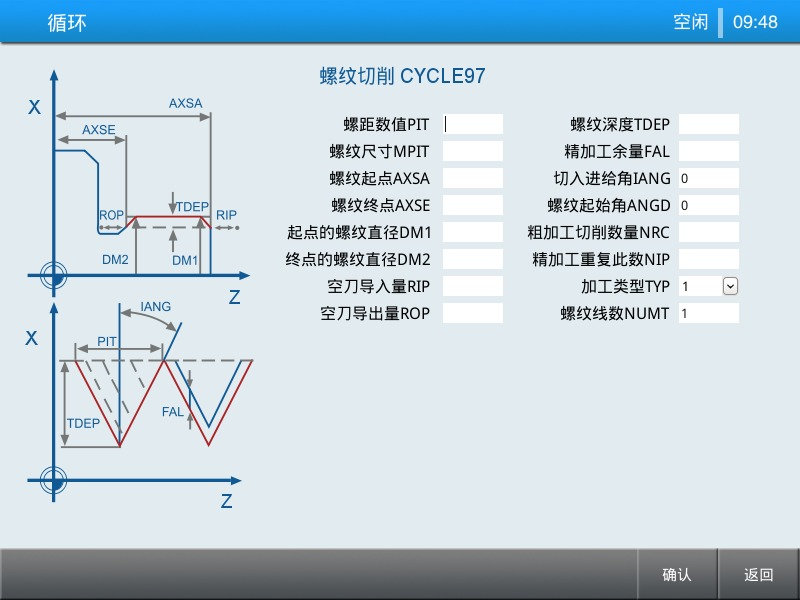 循环
空闲 09:48
螺纹切削 CYCLE97
X
AXSA
AXSE
ROP
TDEP
RIP
DM2
DM1
Z
X
IANG
PIT
TDEP
FAL
Z
螺距数值PIT
螺纹尺寸MPIT
螺纹起点AXSA
螺纹终点AXSE
起点的螺纹直径DM1
终点的螺纹直径DM2
空刀导入量RIP
空刀导出量ROP
螺纹深度TDEP
精加工余量FAL
切入进给角IANG 0
螺纹起始角ANGD 0
粗加工切削数量NRC
精加工重复此数NIP
加工类型TYP 1
螺纹线数NUMT 1
确认
返回